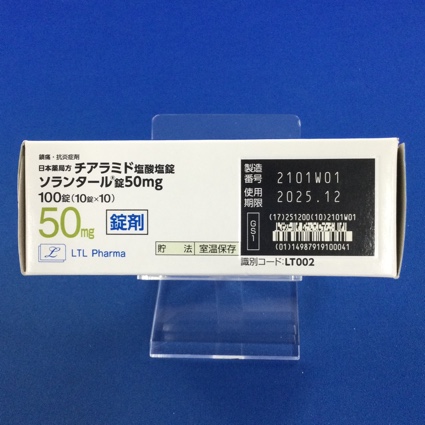 鎮痛・抗炎症剤
日本薬局方 チアラミド塩酸塩錠
ソランタール®錠50mg
100錠(10錠×10)
50mg 錠剤
LTL Pharma
貯法 室温保存
製造番号 2101W01
使用期限 2025.12
(17)251200(10)2101W01
GS1
(01)14987919100041
識別コード:LT002